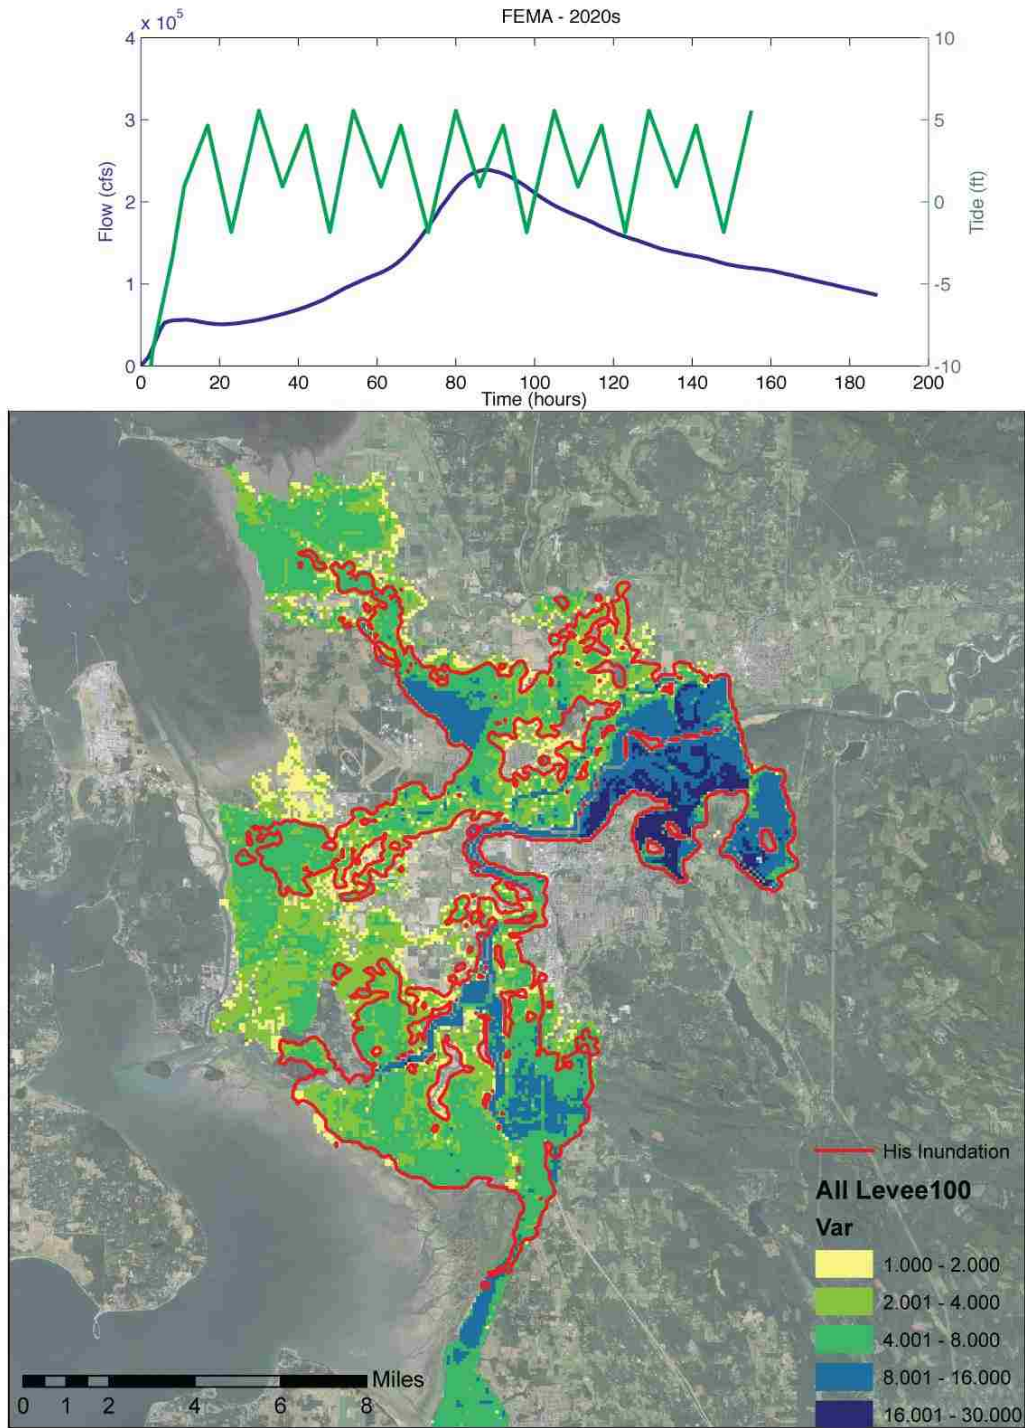 FEMA - 2020s
x 10⁵
4
3
2
1
0
Flow (cfs)
10
5
0
-5
-10
Tide (ft)
0 20 40 60 80 100 120 140 160 180 200
Time (hours)
His Inundation
All Levee100
Var
1.000 - 2.000
2.001 - 4.000
4.001 - 8.000
8.001 - 16.000
16.001 - 30.000
Miles
0 1 2 4 6 8